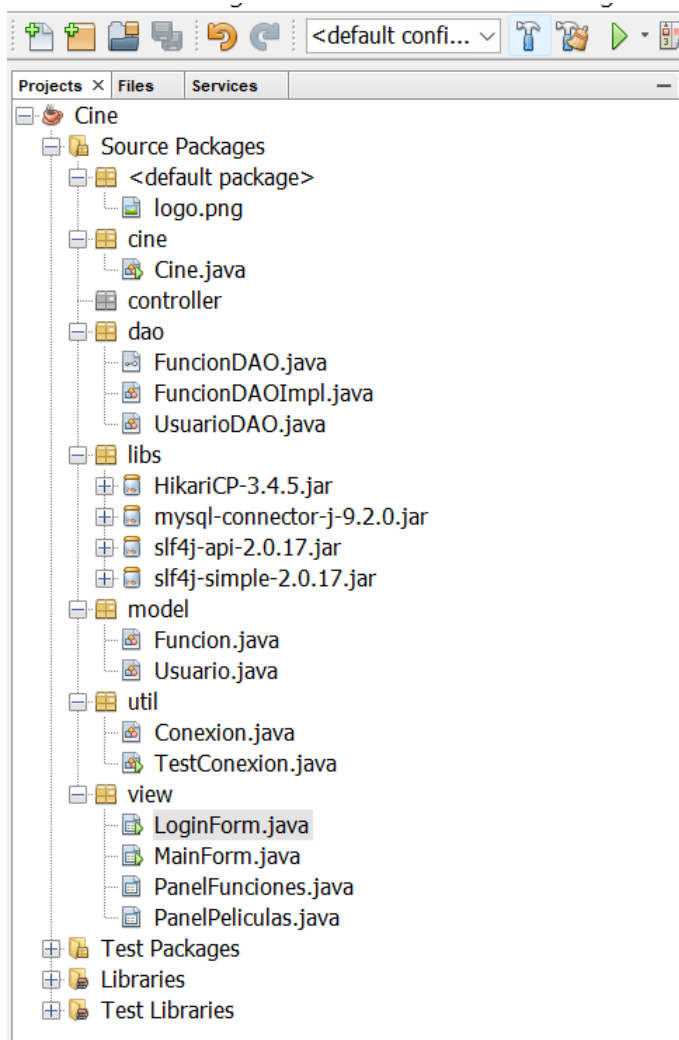 <default confi...
Projects
Files
Services
Cine
Source Packages
<default package>
logo.png
cine
Cine.java
controller
dao
FuncionDAO.java
FuncionDAOImpl.java
UsuarioDAO.java
libs
HikariCP-3.4.5.jar
mysql-connector-j-9.2.0.jar
slf4j-api-2.0.17.jar
slf4j-simple-2.0.17.jar
model
Funcion.java
Usuario.java
util
Conexion.java
TestConexion.java
view
LoginForm.java
MainForm.java
PanelFunciones.java
PanelPeliculas.java
Test Packages
Libraries
Test Libraries